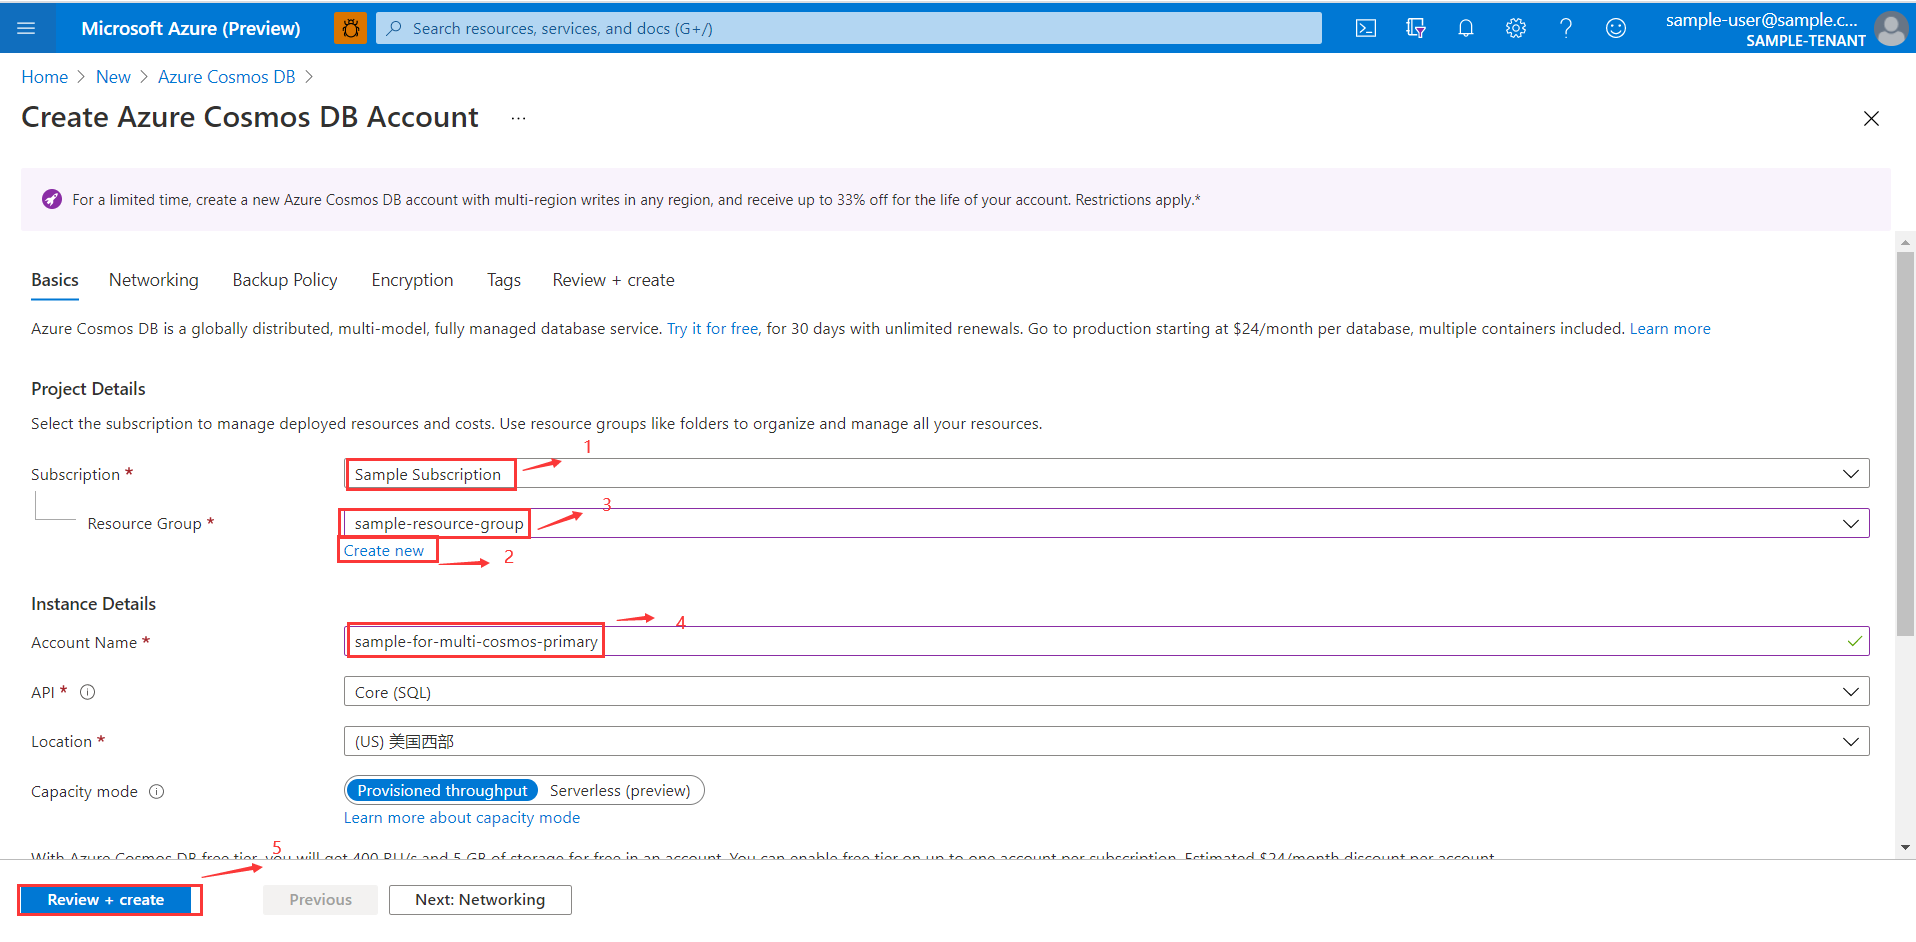 Microsoft Azure (Preview)
Search resources, services, and docs (G+/)
sample-user@sample.c...
SAMPLE-TENANT
Home > New > Azure Cosmos DB >
Create Azure Cosmos DB Account ...
For a limited time, create a new Azure Cosmos DB account with multi-region writes in any region, and receive up to 33% off for the life of your account. Restrictions apply.*
Basics Networking Backup Policy Encryption Tags Review + create
Azure Cosmos DB is a globally distributed, multi-model, fully managed database service. Try it for free, for 30 days with unlimited renewals. Go to production starting at $24/month per database, multiple containers included. Learn more
Project Details
Select the subscription to manage deployed resources and costs. Use resource groups like folders to organize and manage all your resources.
1
Subscription * Sample Subscription
3
Resource Group * sample-resource-group
Create new 2
Instance Details
4
Account Name * sample-for-multi-cosmos-primary
API * Core (SQL)
Location * (US) 美国西部
Capacity mode Provisioned throughput Serverless (preview)
Learn more about capacity mode
5
With Azure Cosmos DB free tier, you will get 400 RU/s and 5 GB of storage for free in an account. You can enable free tier on up to one account per subscription. Estimated $24/month discount per account.
Review + create Previous Next: Networking